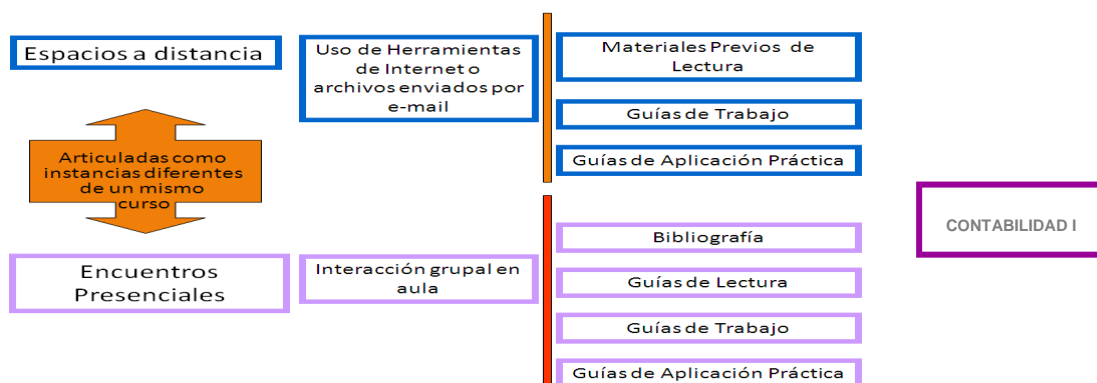 Espacios a distancia
Uso de Herramientas
de Internet o
archivos enviados por
e-mail
Materiales Previos de
Lectura
Guías de Trabajo
Guías de Aplicación Práctica
Articuladas como
instancias diferentes
de un mismo
curso
CONTABILIDAD I
Encuentros
Presenciales
Interacción grupal en
aula
Bibliografía
Guías de Lectura
Guías de Trabajo
Guías de Aplicación Práctica